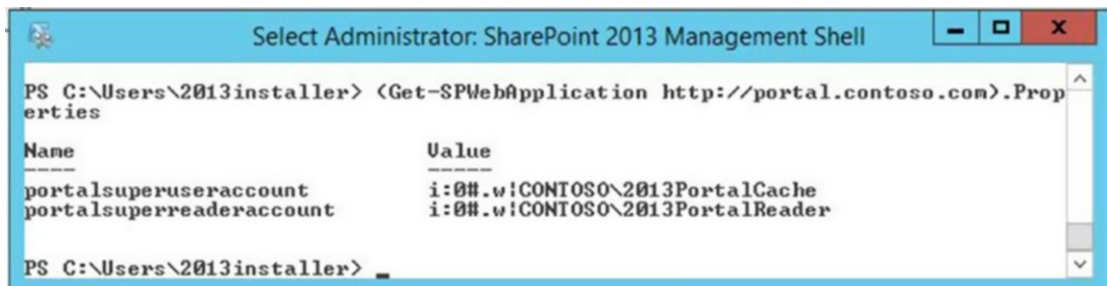 Select Administrator: SharePoint 2013 Management Shell
PS C:\Users\2013installer> (Get-SPWebApplication http://portal.contoso.com).Prop
erties
Name Value
---- -----
portalsuperuseraccount i:0#.w|CONTOSO\2013PortalCache
portalsuperreaderaccount i:0#.w|CONTOSO\2013PortalReader
PS C:\Users\2013installer> _